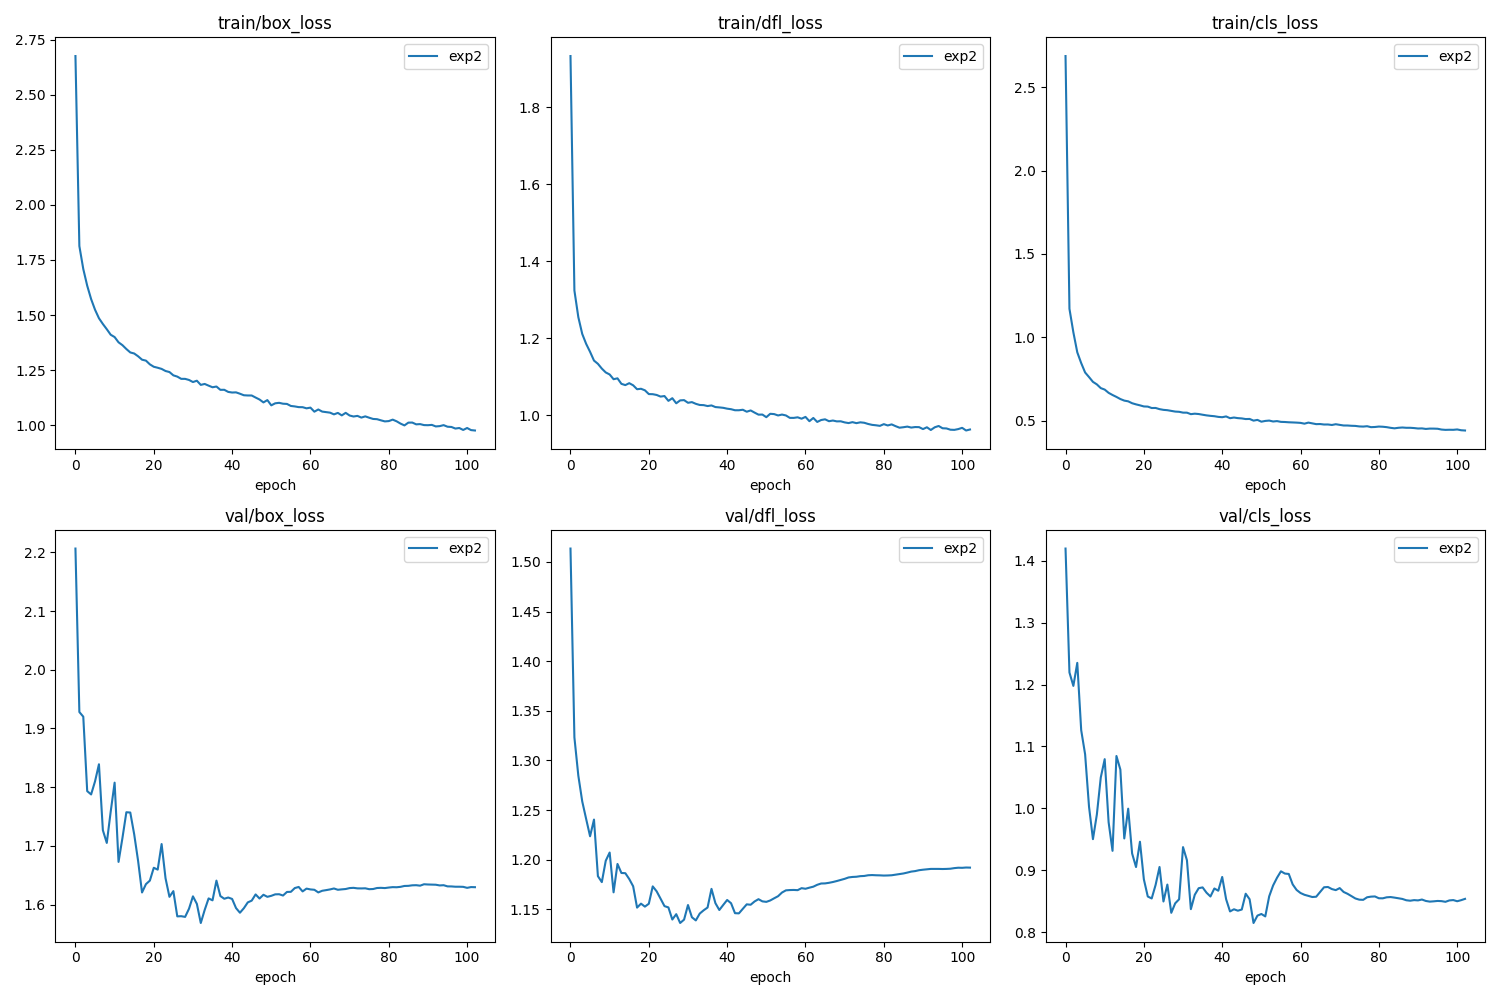 train/box_loss
exp2
2.75
2.50
2.25
2.00
1.75
1.50
1.25
1.00
0 20 40 60 80 100
epoch
train/dfl_loss
exp2
1.8
1.6
1.4
1.2
1.0
0 20 40 60 80 100
epoch
train/cls_loss
exp2
2.5
2.0
1.5
1.0
0.5
0 20 40 60 80 100
epoch
val/box_loss
exp2
2.2
2.1
2.0
1.9
1.8
1.7
1.6
0 20 40 60 80 100
epoch
val/dfl_loss
exp2
1.50
1.45
1.40
1.35
1.30
1.25
1.20
1.15
0 20 40 60 80 100
epoch
val/cls_loss
exp2
1.4
1.3
1.2
1.1
1.0
0.9
0.8
0 20 40 60 80 100
epoch